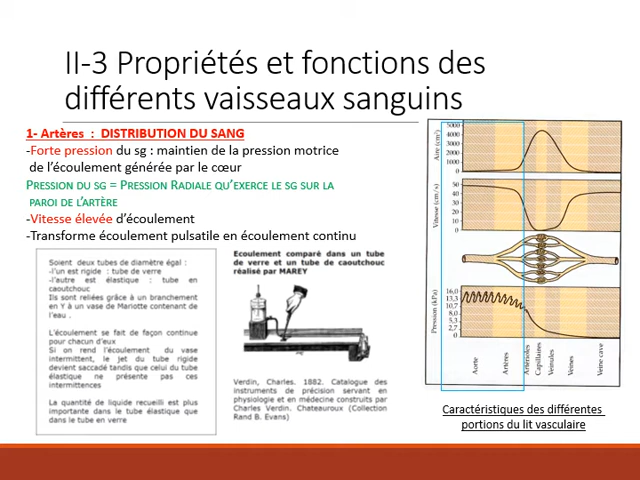 II-3 Propriétés et fonctions des
différents vaisseaux sanguins
1- Artères : DISTRIBUTION DU SANG
-Forte pression du sg : maintien de la pression motrice
de l'écoulement générée par le cœur
PRESSION DU SG = PRESSION RADIALE QU'EXERCE LE SG SUR LA
PAROI DE L'ARTÈRE
-Vitesse élevée d'écoulement
-Transforme écoulement pulsatile en écoulement continu
Soient deux tubes de diamètre égal :
-l'un est rigide : tube de verre
-l'autre est élastique : tube en
caoutchouc
Ils sont reliées grâce à un branchement
en Y à un vase de Mariotte contenant de
l'eau .
L'écoulement se fait de façon continue
pour chacun d'eux
Si on rend l'écoulement du vase
intermittent, le jet du tube rigide
devient saccadé tandis que celui du tube
élastique ne présente pas ces
intermittences
La quantité de liquide recueilli est plus
importante dans le tube élastique que
dans le tube en verre
Ecoulement comparé dans un tube
de verre et un tube de caoutchouc
réalisé par MAREY
Verdin, Charles. 1882. Catalogue des
instruments de précision servant en
physiologie et en médecine construits par
Charles Verdin. Chateauroux (Collection
Rand B. Evans)
Aire (cm²)
5000
4000
3000
2000
1000
0
Vitesse (cm/s)
50
40
30
20
10
0
Pression (kPa)
16,0
13,3
10,7
8,0
5,3
2,7
0
Aorte
Artères
Artérioles
Capillaires
Veinules
Veines
Veine cave
Caractéristiques des différentes
portions du lit vasculaire